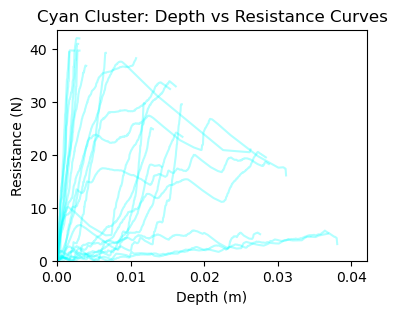 Cyan Cluster: Depth vs Resistance Curves
40
30
20
10
0
Resistance (N)
0.00 0.01 0.02 0.03 0.04
Depth (m)